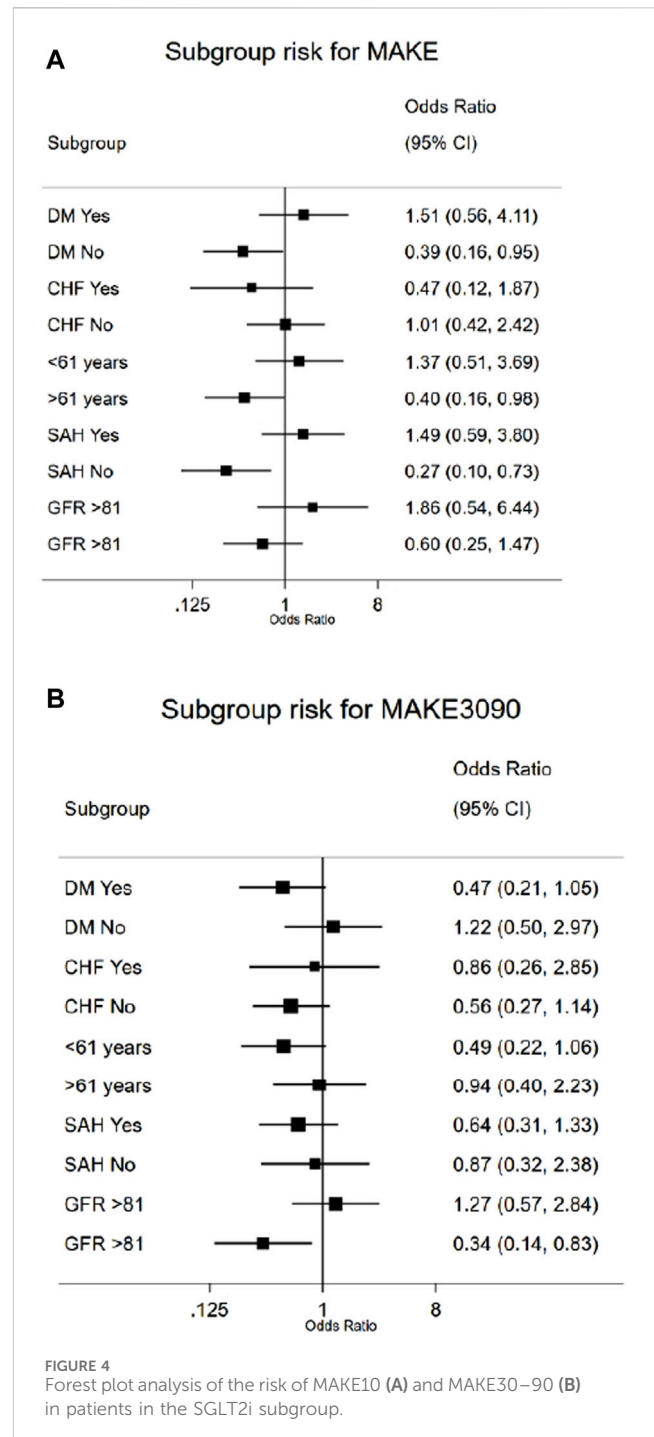 A
Subgroup risk for MAKE
Odds Ratio
Subgroup (95% CI)
DM Yes 1.51 (0.56, 4.11)
DM No 0.39 (0.16, 0.95)
CHF Yes 0.47 (0.12, 1.87)
CHF No 1.01 (0.42, 2.42)
<61 years 1.37 (0.51, 3.69)
>61 years 0.40 (0.16, 0.98)
SAH Yes 1.49 (0.59, 3.80)
SAH No 0.27 (0.10, 0.73)
GFR >81 1.86 (0.54, 6.44)
GFR >81 0.60 (0.25, 1.47)
.125 1 8
Odds Ratio
B
Subgroup risk for MAKE3090
Odds Ratio
Subgroup (95% CI)
DM Yes 0.47 (0.21, 1.05)
DM No 1.22 (0.50, 2.97)
CHF Yes 0.86 (0.26, 2.85)
CHF No 0.56 (0.27, 1.14)
<61 years 0.49 (0.22, 1.06)
>61 years 0.94 (0.40, 2.23)
SAH Yes 0.64 (0.31, 1.33)
SAH No 0.87 (0.32, 2.38)
GFR >81 1.27 (0.57, 2.84)
GFR >81 0.34 (0.14, 0.83)
.125 1 8
Odds Ratio
FIGURE 4
Forest plot analysis of the risk of MAKE10 (A) and MAKE30–90 (B)
in patients in the SGLT2i subgroup.